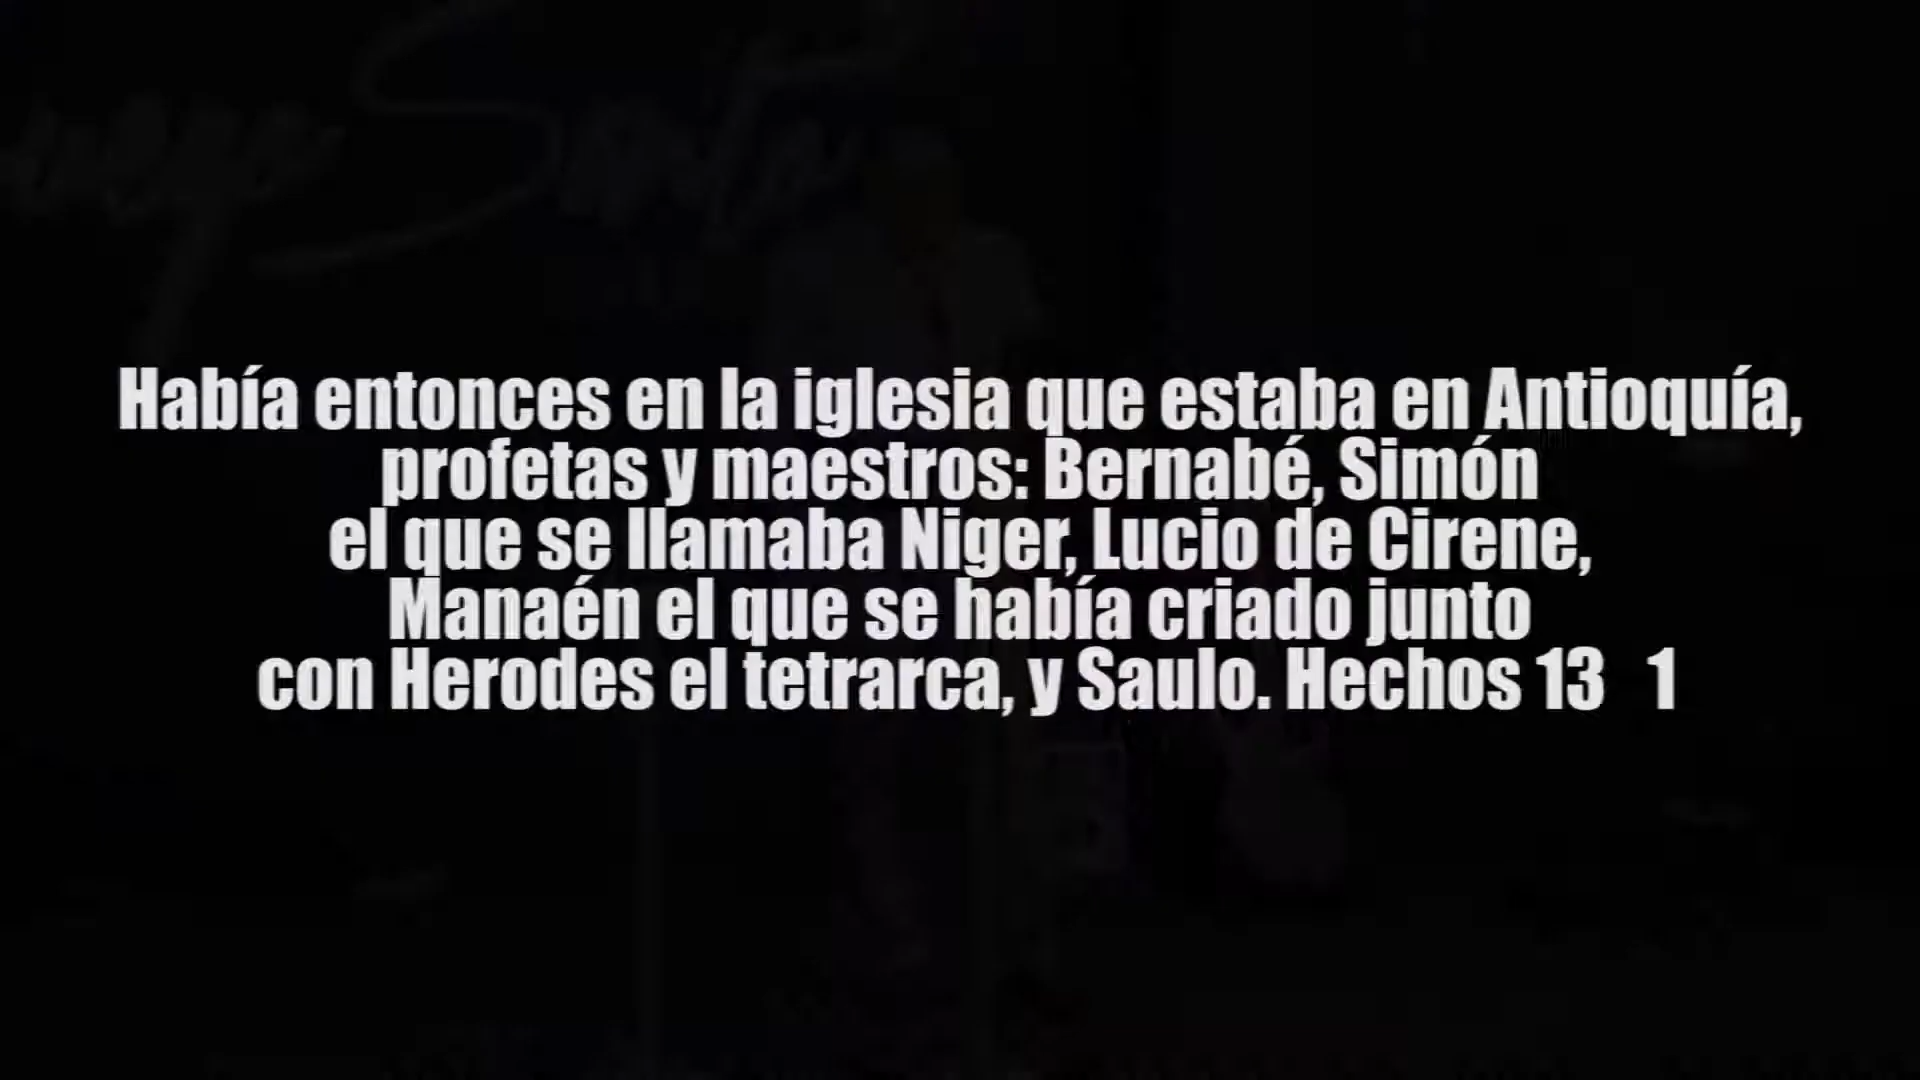 Había entonces en la iglesia que estaba en Antioquía,
profetas y maestros: Bernabé, Simón
el que se llamaba Niger, Lucio de Cirene,
Manaén el que se había criado junto
con Herodes el tetrarca, y Saulo. Hechos 13 1